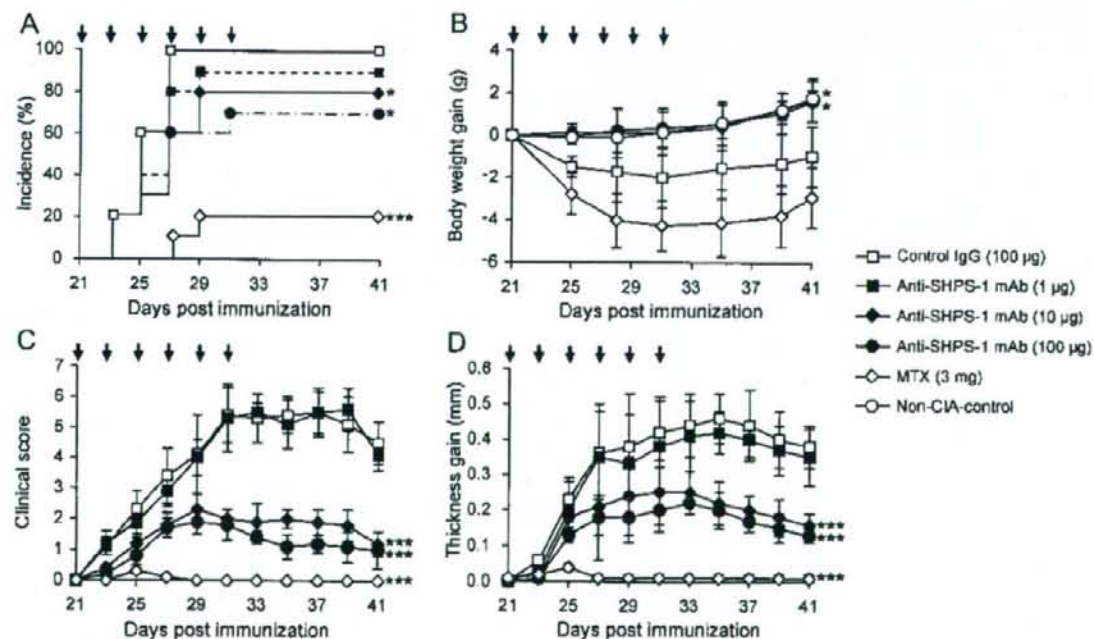 A
100
80
60
40
20
0
Incidence (%)
*
*
***
21 25 29 33 37 41
Days post immunization
B
4
2
0
-2
-4
-6
Body weight gain (g)
*
*
21 25 29 33 37 41
Days post immunization
Control IgG (100 µg)
Anti-SHPS-1 mAb (1 µg)
Anti-SHPS-1 mAb (10 µg)
Anti-SHPS-1 mAb (100 µg)
MTX (3 mg)
Non-CIA-control
C
7
6
5
4
3
2
1
0
Clinical score
***
***
***
21 25 29 33 37 41
Days post immunization
D
0.6
0.4
0.3
0.2
0.1
0.0
Thickness gain (mm)
***
***
***
21 25 29 33 37 41
Days post immunization